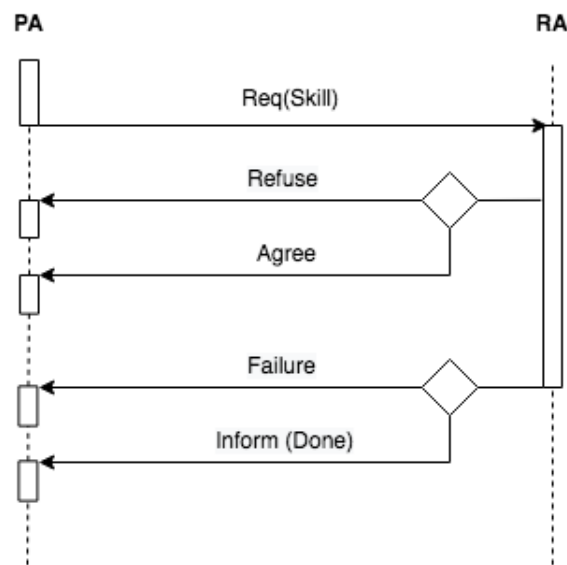 PA
RA
Req(Skill)
Refuse
Agree
Failure
Inform (Done)